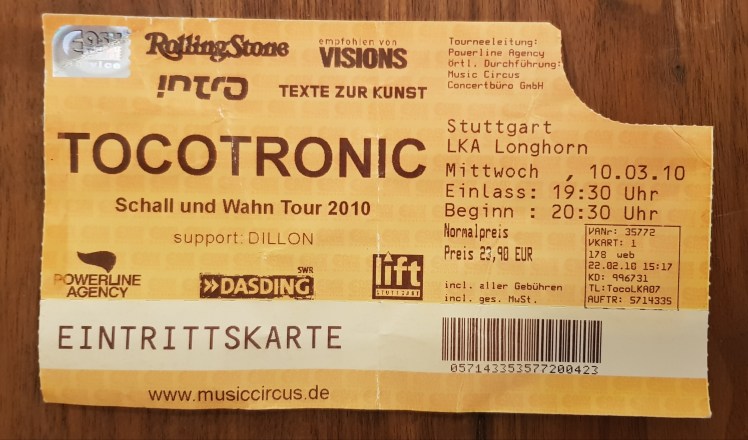 Rolling Stone
empfohlen von
VISIONS
intro
TEXTE ZUR KUNST
Tourneeleitung:
Powerline Agency
örtl. Durchführung:
Music Circus
Concertbüro GmbH
TOCOTRONIC
Schall und Wahn Tour 2010
support: DILLON
Stuttgart
LKA Longhorn
Mittwoch , 10.03.10
Einlass: 19:30 Uhr
Beginn : 20:30 Uhr
Normalpreis
Preis 23,90 EUR
incl. aller Gebühren
incl. ges. MwSt.
VANr: 35772
VKART: 1
178 web
22.02.10 15:17
KD: 996731
TL:TocoLKA07
AUFTR: 5714335
POWERLINE
AGENCY
SWR
»DASDING
lift
STUTTGART
EINTRITTSKARTE
057143353577200423
www.musiccircus.de